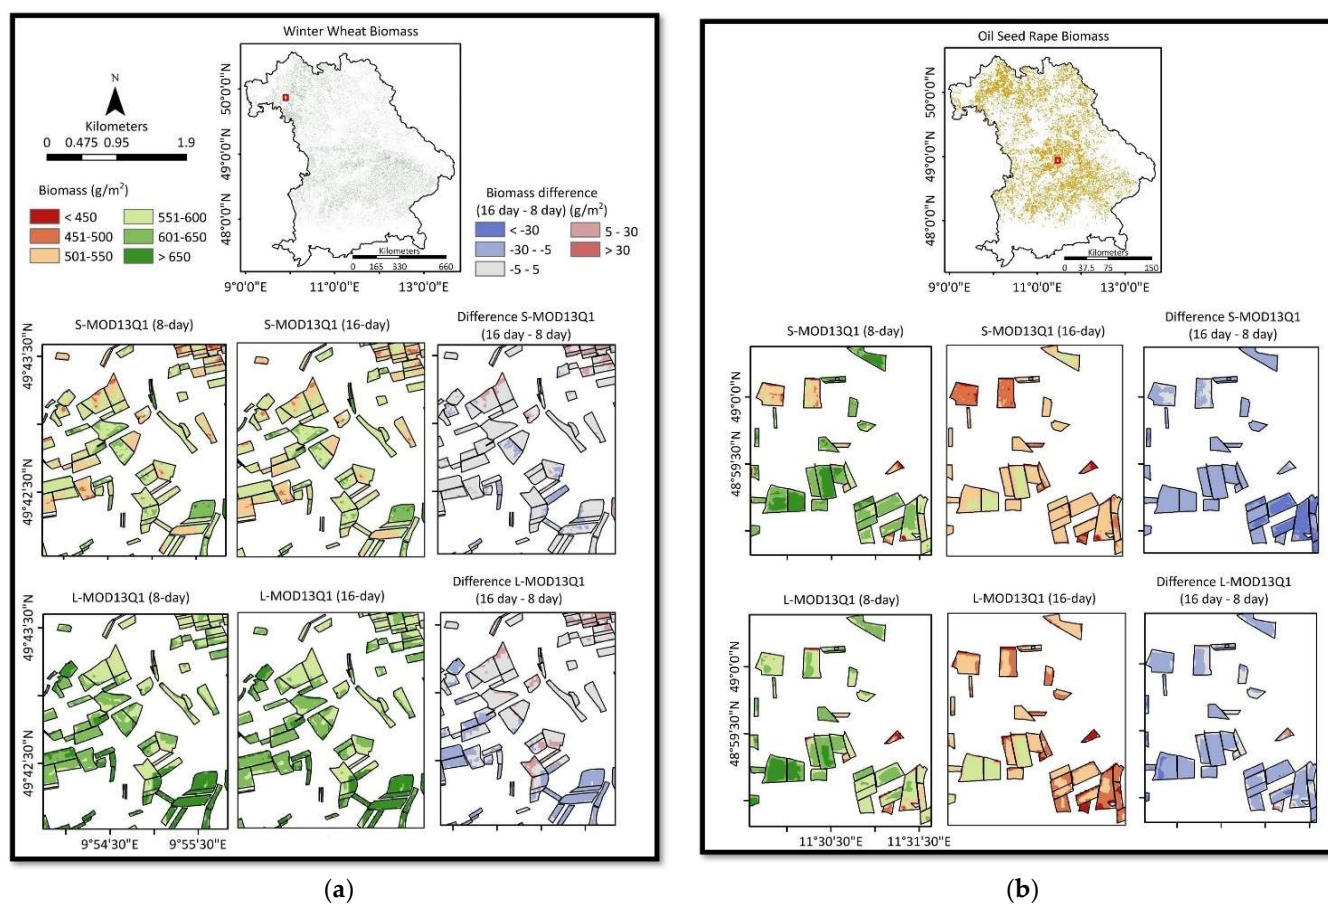 Winter Wheat Biomass
N
Kilometers
0 0.475 0.95 1.9
Biomass (g/m²)
< 450
451-500
501-550
551-600
601-650
> 650
50°0'0"N
49°0'0"N
48°0'0"N
Kilometers
0 165 330 660
9°0'0"E 11°0'0"E 13°0'0"E
Biomass difference
(16 day - 8 day) (g/m²)
< -30
-30 - -5
-5 - 5
5 - 30
> 30
S-MOD13Q1 (8-day)
S-MOD13Q1 (16-day)
Difference S-MOD13Q1
(16 day - 8 day)
49°43'30"N
49°42'30"N
L-MOD13Q1 (8-day)
L-MOD13Q1 (16-day)
Difference L-MOD13Q1
(16 day - 8 day)
49°43'30"N
49°42'30"N
9°54'30"E 9°55'30"E
(a)
Oil Seed Rape Biomass
50°0'0"N
49°0'0"N
48°0'0"N
Kilometers
0 37.5 75 150
9°0'0"E 11°0'0"E 13°0'0"E
S-MOD13Q1 (8-day)
S-MOD13Q1 (16-day)
Difference S-MOD13Q1
(16 day - 8 day)
49°0'0"N
48°59'30"N
L-MOD13Q1 (8-day)
L-MOD13Q1 (16-day)
Difference L-MOD13Q1
(16 day - 8 day)
49°0'0"N
48°59'30"N
11°30'30"E 11°31'30"E
(b)